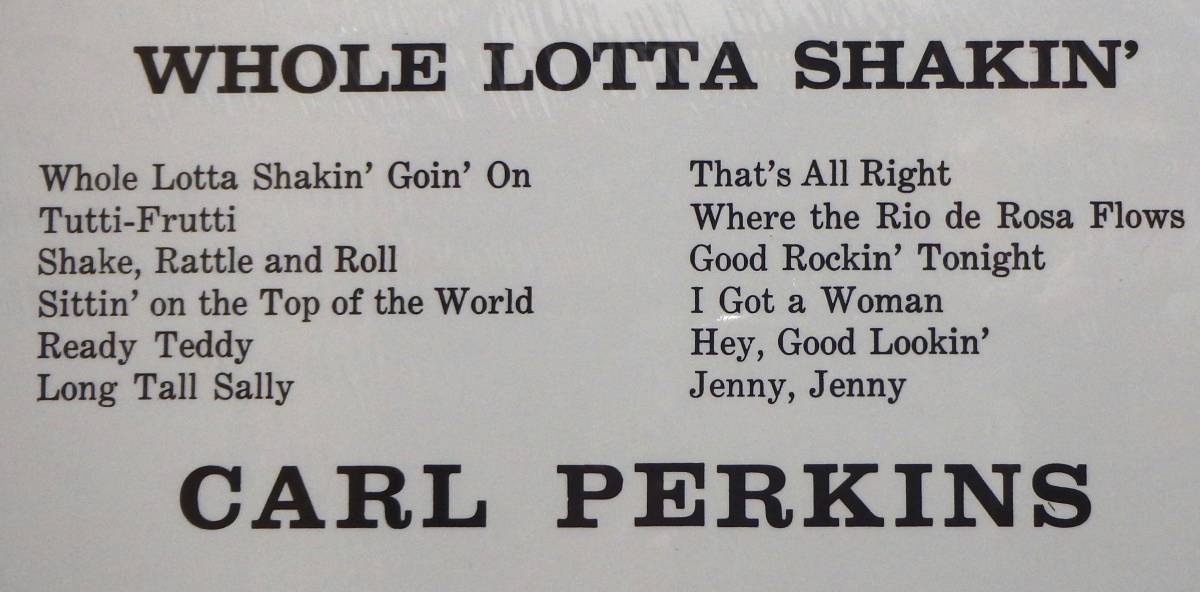 WHOLE LOTTA SHAKIN’
Whole Lotta Shakin’ Goin’ On
Tutti-Frutti
Shake, Rattle and Roll
Sittin’ on the Top of the World
Ready Teddy
Long Tall Sally
That’s All Right
Where the Rio de Rosa Flows
Good Rockin’ Tonight
I Got a Woman
Hey, Good Lookin’
Jenny, Jenny
CARL PERKINS